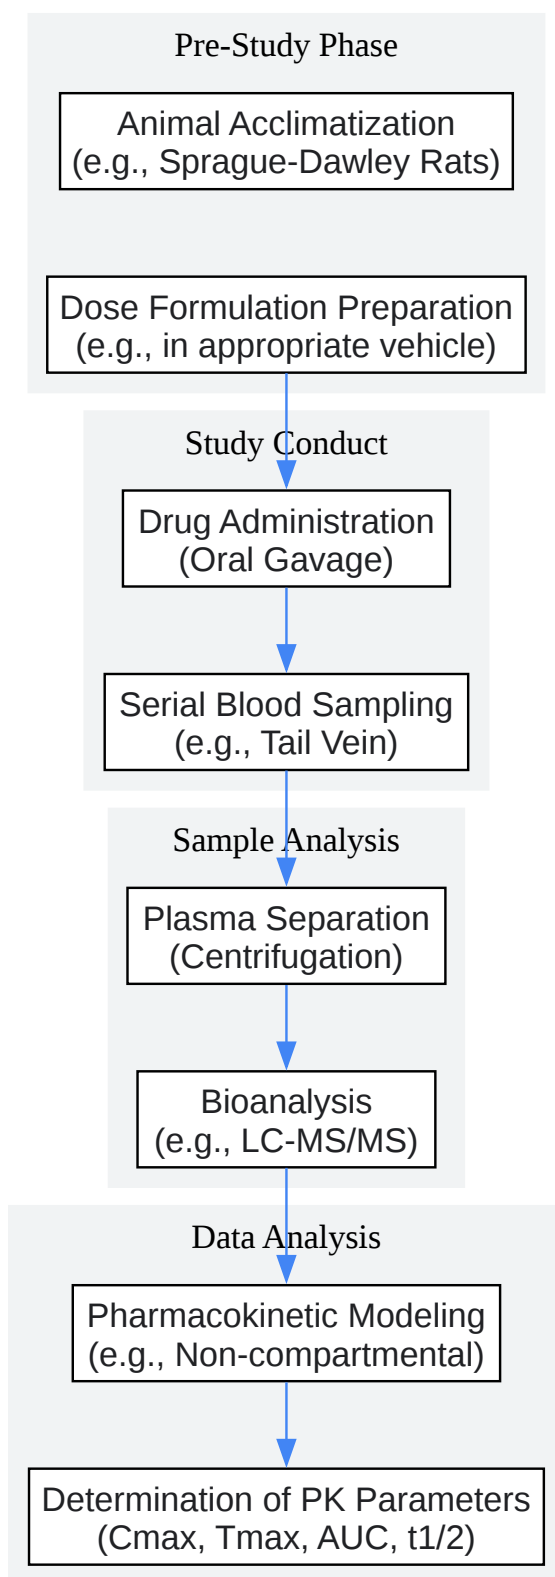 Pre-Study Phase
Animal Acclimatization
(e.g., Sprague-Dawley Rats)
Dose Formulation Preparation
(e.g., in appropriate vehicle)
Study Conduct
Drug Administration
(Oral Gavage)
Serial Blood Sampling
(e.g., Tail Vein)
Sample Analysis
Plasma Separation
(Centrifugation)
Bioanalysis
(e.g., LC-MS/MS)
Data Analysis
Pharmacokinetic Modeling
(e.g., Non-compartmental)
Determination of PK Parameters
(Cmax, Tmax, AUC, t1/2)